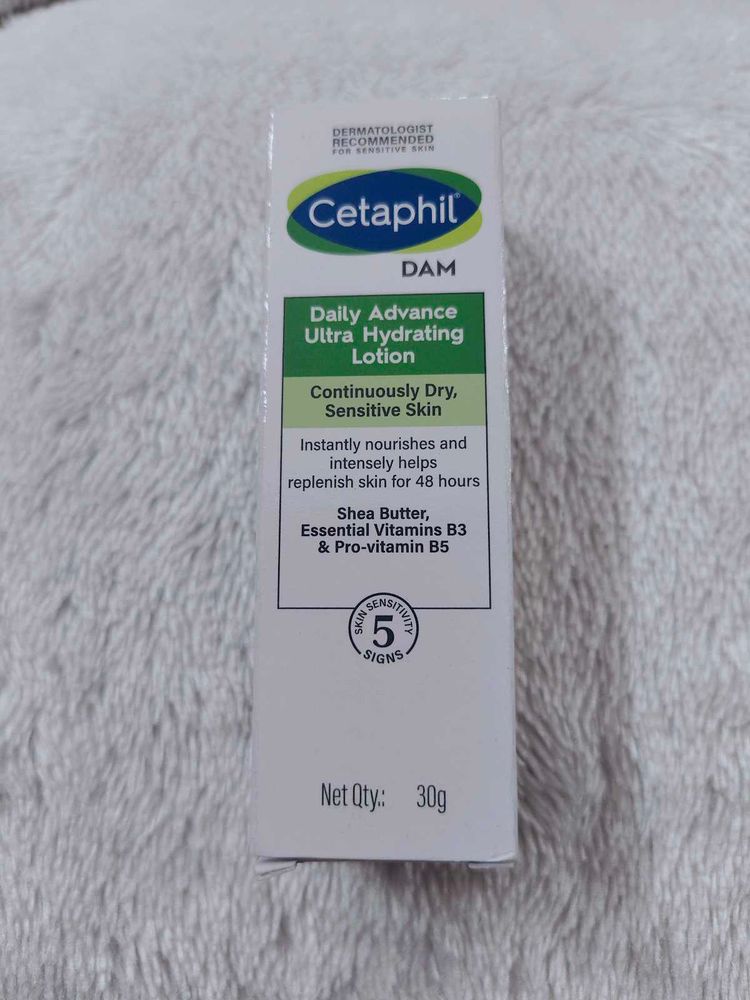 DERMATOLOGIST
RECOMMENDED
FOR SENSITIVE SKIN
Cetaphil®
DAM
Daily Advance
Ultra Hydrating
Lotion
Continuously Dry,
Sensitive Skin
Instantly nourishes and
intensely helps
replenish skin for 48 hours
Shea Butter,
Essential Vitamins B3
& Pro-vitamin B5
SKIN SENSITIVITY
5
SIGNS
Net Qty.: 30g